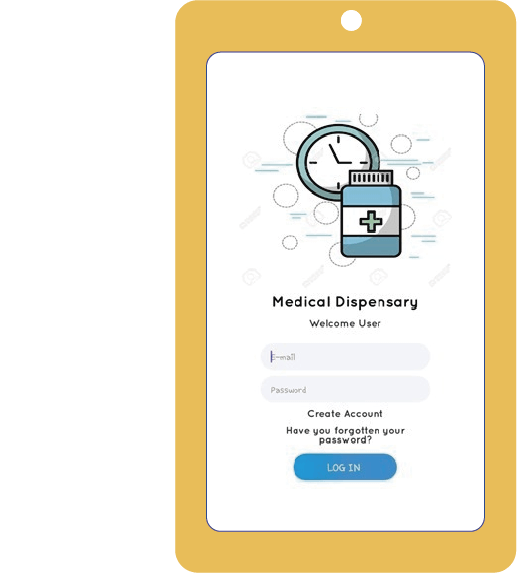 Medical Dispensary
Welcome User
E-mail
Password
Create Account
Have you forgotten your
password?
LOG IN